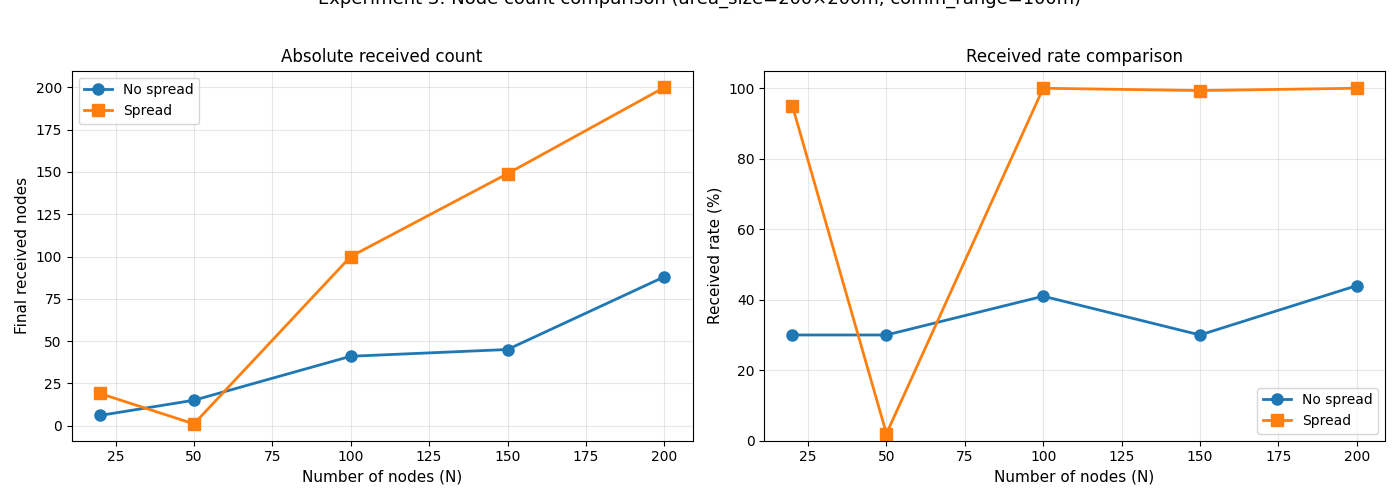 Experiment 3: Node count comparison (area_size=200×200m, comm_range=100m)
Absolute received count
Final received nodes
200
175
150
125
100
75
50
25
0
No spread
Spread
25
50
75
100
125
150
175
200
Number of nodes (N)
Received rate comparison
Received rate (%)
100
80
60
40
20
0
No spread
Spread
25
50
75
100
125
150
175
200
Number of nodes (N)